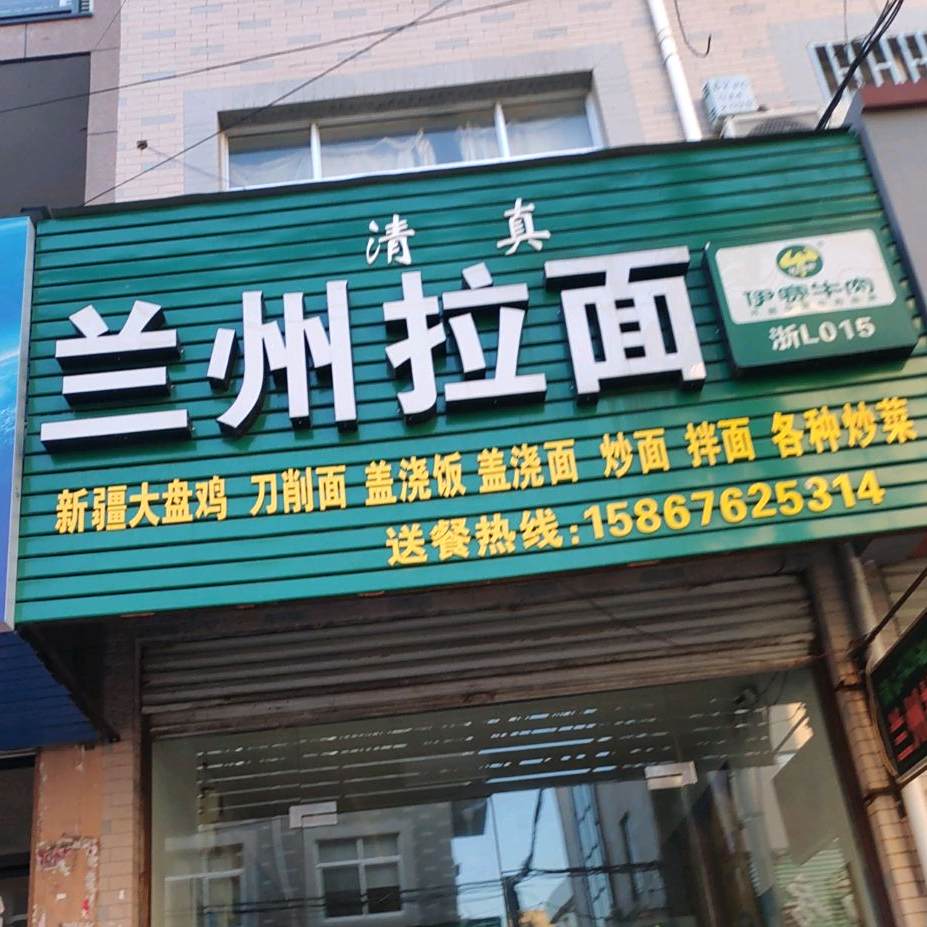 清真
兰州拉面
伊赛牛肉
浙L015
新疆大盘鸡 刀削面 盖浇饭 盖浇面 炒面 拌面 各种炒菜
送餐热线:15867625314
兰州